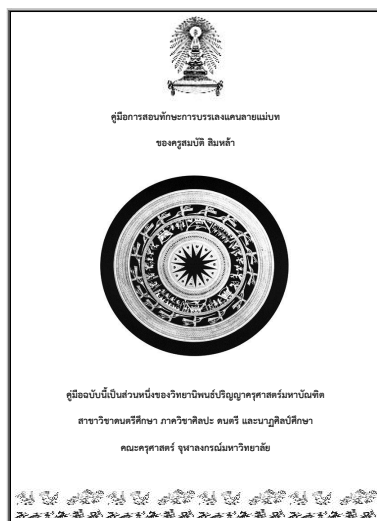 คู่มือการสอนทักษะการบรรเลงแคนลายแม่บท
ของครูสมบัติ สิมหล้า
คู่มือฉบับนี้เป็นส่วนหนึ่งของวิทยานิพนธ์ปริญญาครุศาสตร์มหาบัณฑิต
สาขาวิชาดนตรีศึกษา ภาควิชาศิลปะ ดนตรี และนาฏศิลป์ศึกษา
คณะครุศาสตร์ จุฬาลงกรณ์มหาวิทยาลัย